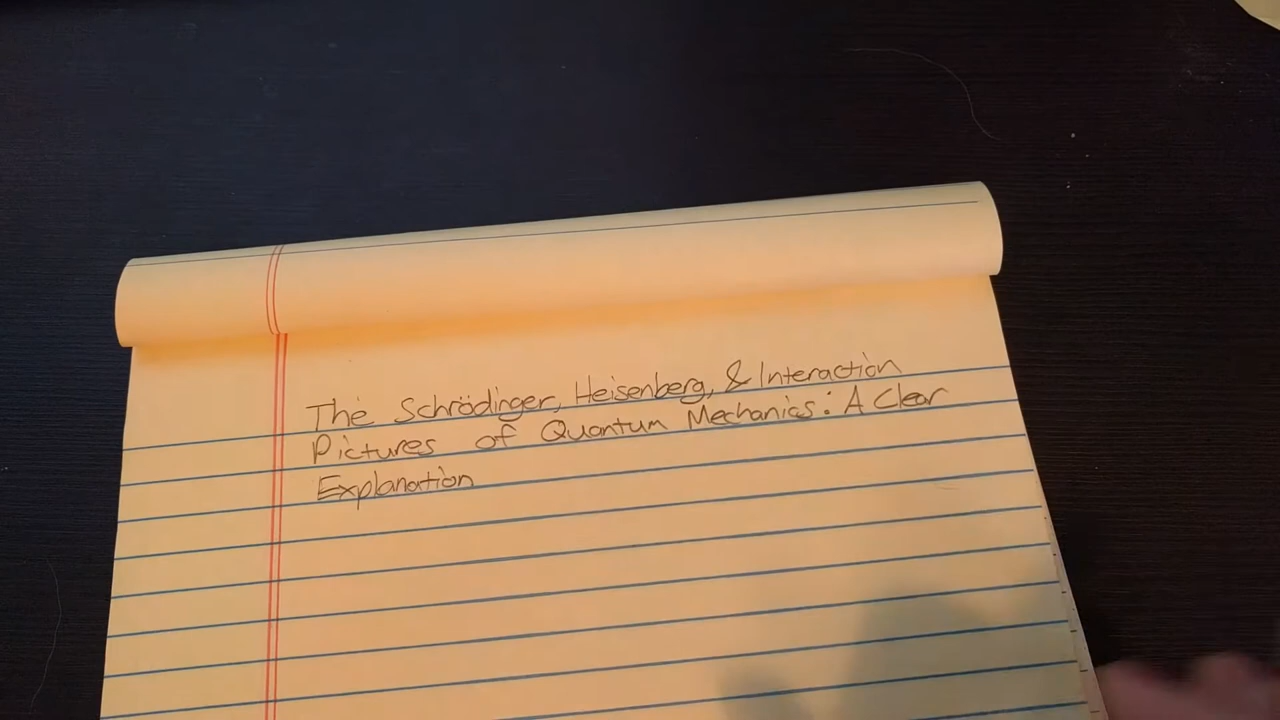 The Schrödinger, Heisenberg, & Interaction
Pictures of Quantum Mechanics: A Clear
Explanation